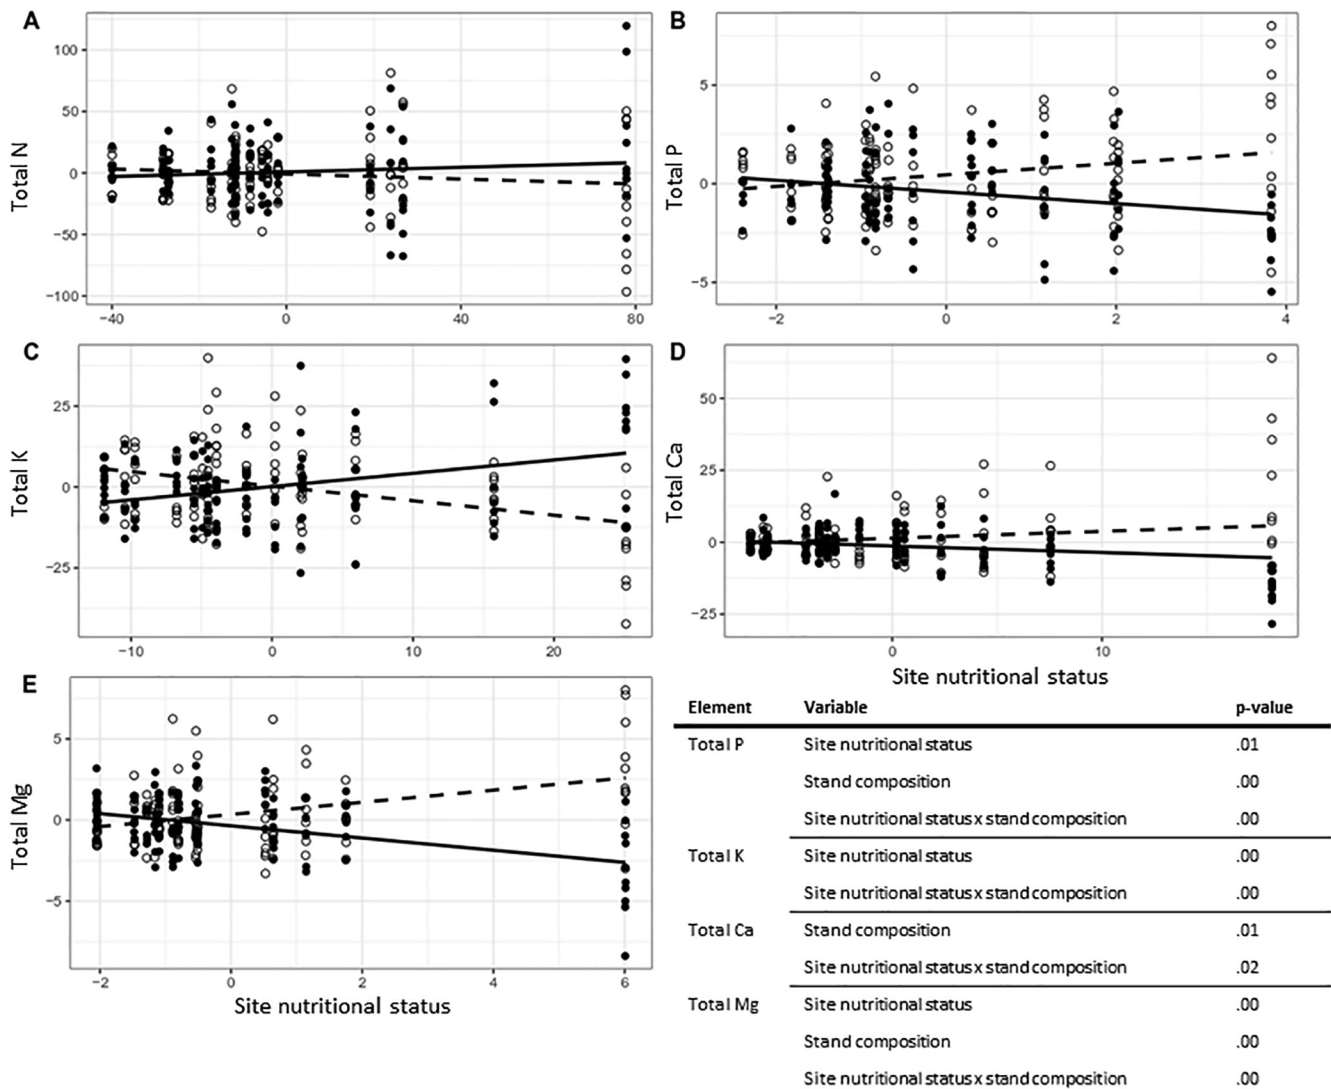 A
Total N
100
50
0
−50
−100
−40
0
40
80
B
Total P
5
0
−5
−2
0
2
4
C
Total K
25
0
−25
−10
0
10
20
D
Total Ca
50
25
0
−25
0
10
Site nutritional status
E
Total Mg
5
0
−5
−2
0
2
4
6
Site nutritional status
Element Variable p-value
Total P Site nutritional status .01
Stand composition .00
Site nutritional status x stand composition .00
Total K Site nutritional status .00
Site nutritional status x stand composition .00
Total Ca Stand composition .01
Site nutritional status x stand composition .02
Total Mg Site nutritional status .00
Stand composition .00
Site nutritional status x stand composition .00